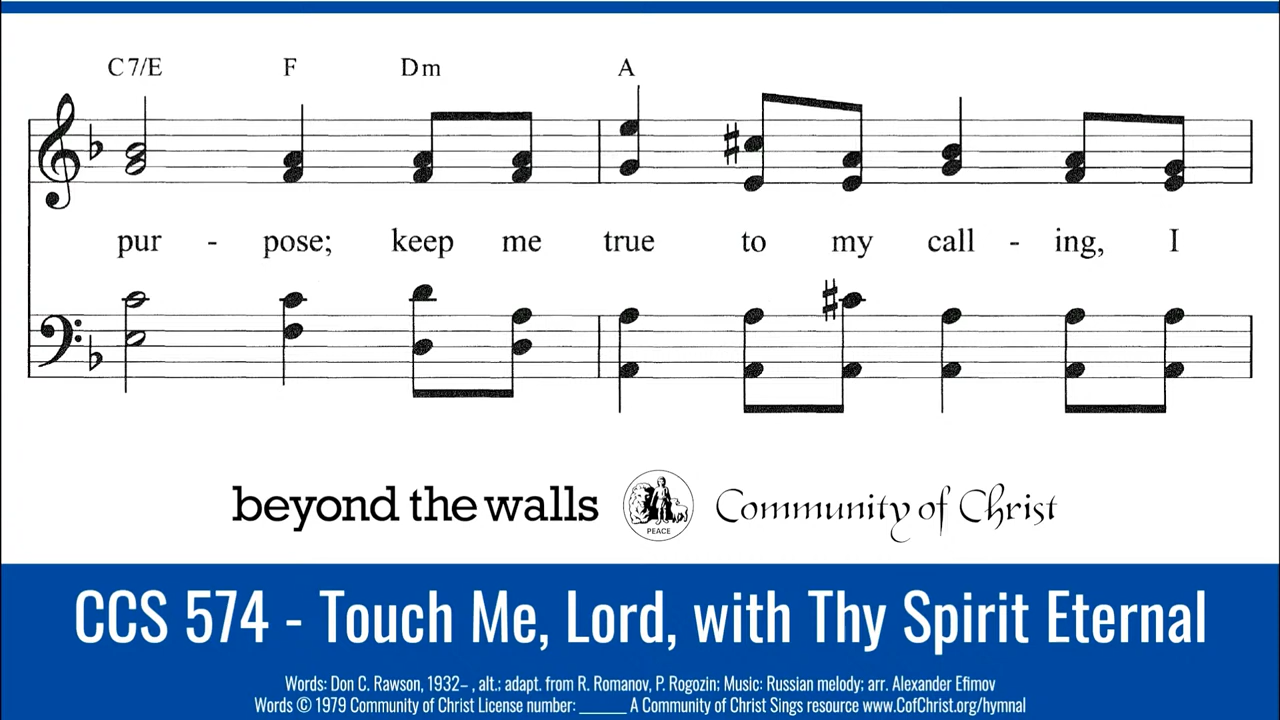 C7/E F Dm A
pur - pose; keep me true to my call - ing, I
beyond the walls
PEACE
Community of Christ
CCS 574 - Touch Me, Lord, with Thy Spirit Eternal
Words: Don C. Rawson, 1932– , alt.; adapt. from R. Romanov, P. Rogozin; Music: Russian melody; arr. Alexander Efimov
Words © 1979 Community of Christ License number: ______ A Community of Christ Sings resource www.CofChrist.org/hymnal